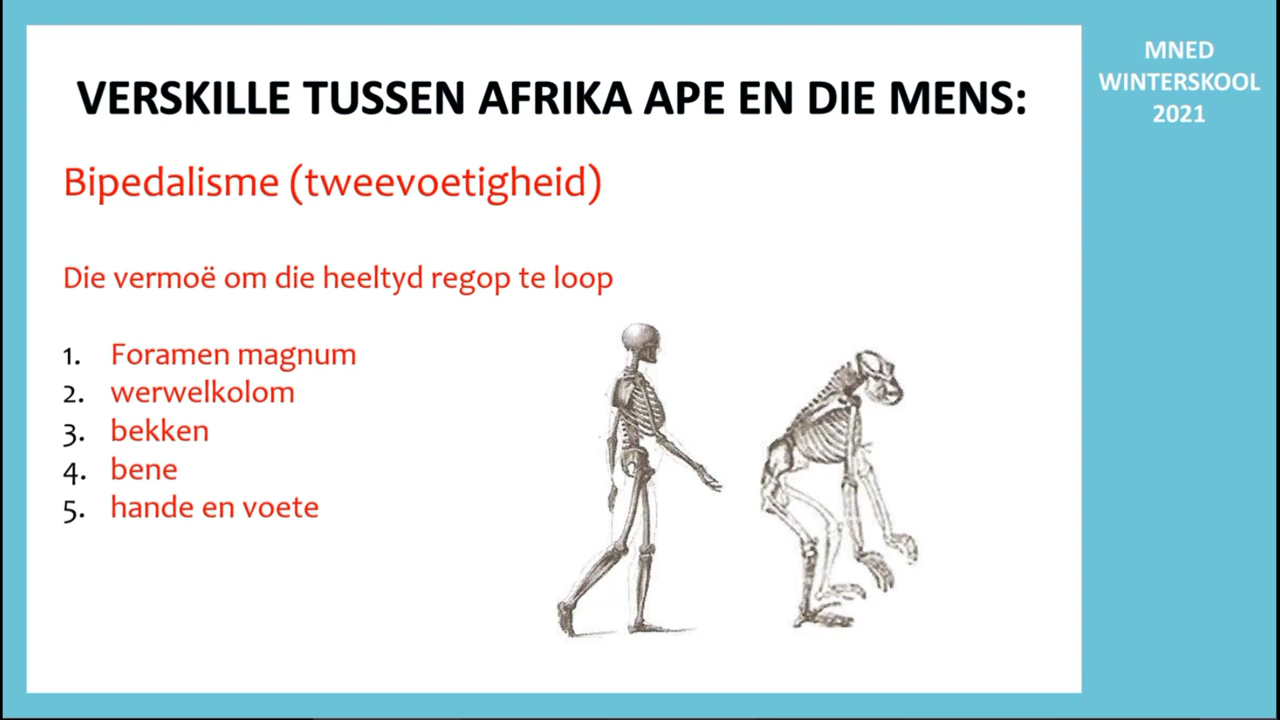 VERSKILLE TUSSEN AFRIKA APE EN DIE MENS:
MNED
WINTERSKOOL
2021
Bipedalisme (tweevoetigheid)
Die vermoë om die heeltyd regop te loop
1. Foramen magnum
2. werwelkolom
3. bekken
4. bene
5. hande en voete